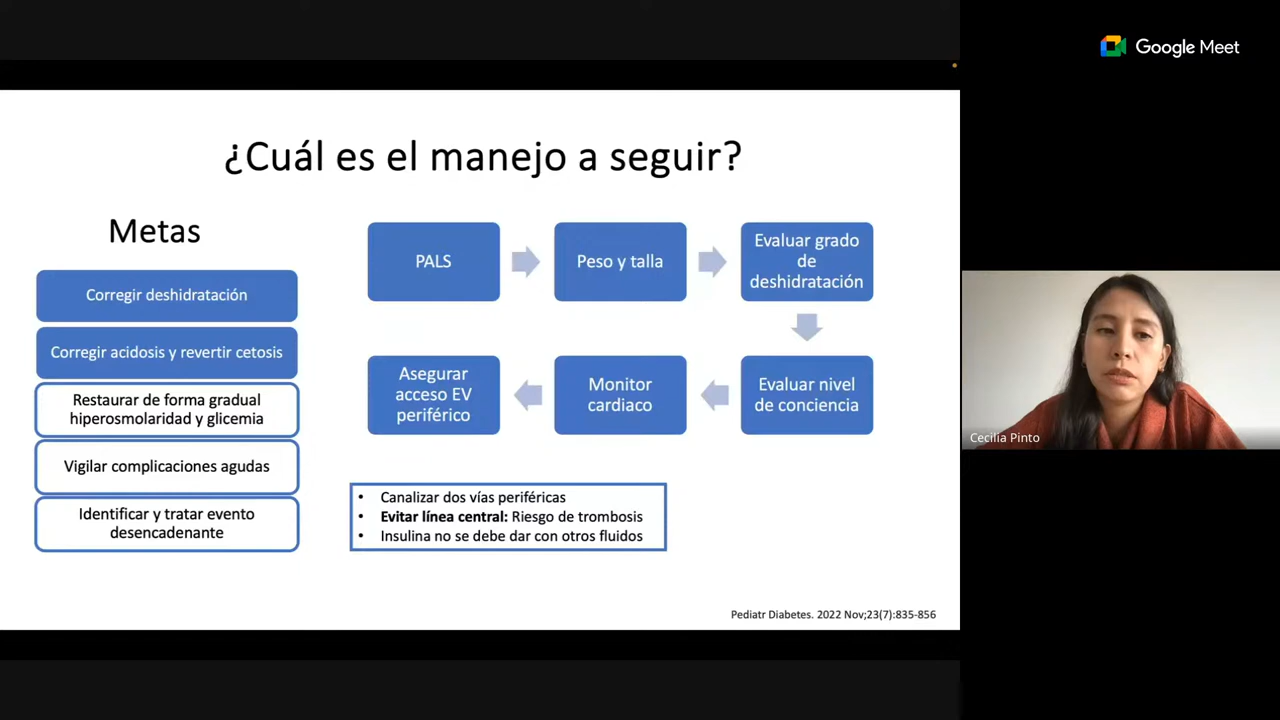 Google Meet
¿Cuál es el manejo a seguir?
Metas
Corregir deshidratación
Corregir acidosis y revertir cetosis
Restaurar de forma gradual
hiperosmolaridad y glicemia
Vigilar complicaciones agudas
Identificar y tratar evento
desencadenante
PALS
Peso y talla
Evaluar grado
de
deshidratación
Evaluar nivel
de conciencia
Monitor
cardiaco
Asegurar
acceso EV
periférico
• Canalizar dos vías periféricas
• Evitar línea central: Riesgo de trombosis
• Insulina no se debe dar con otros fluidos
Pediatr Diabetes. 2022 Nov;23(7):835-856
Cecilia Pinto